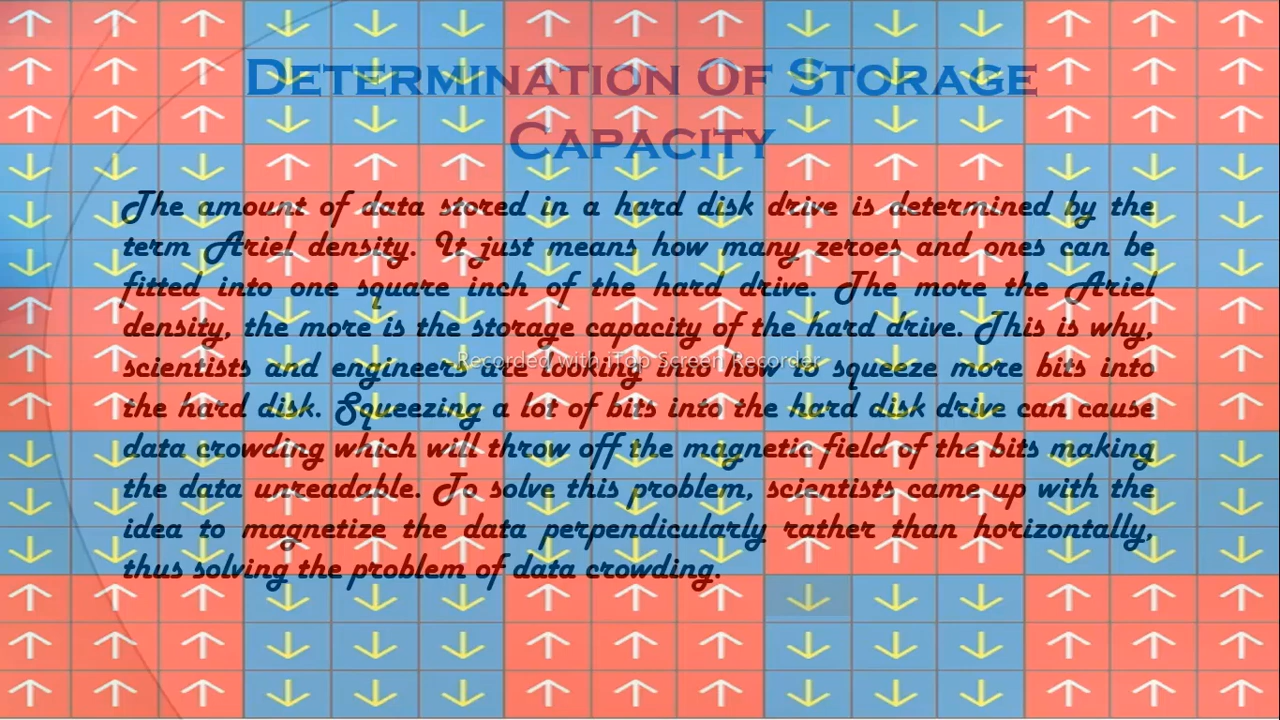 Determination Of Storage
Capacity
The amount of data stored in a hard disk drive is determined by the
term Ariel density. It just means how many zeroes and ones can be
fitted into one square inch of the hard drive. The more the Ariel
density, the more is the storage capacity of the hard drive. This is why,
scientists and engineers are looking into how to squeeze more bits into
Recorded with iTop Screen Recorder
the hard disk. Squeezing a lot of bits into the hard disk drive can cause
data crowding which will throw off the magnetic field of the bits making
the data unreadable. To solve this problem, scientists came up with the
idea to magnetize the data perpendicularly rather than horizontally,
thus solving the problem of data crowding.